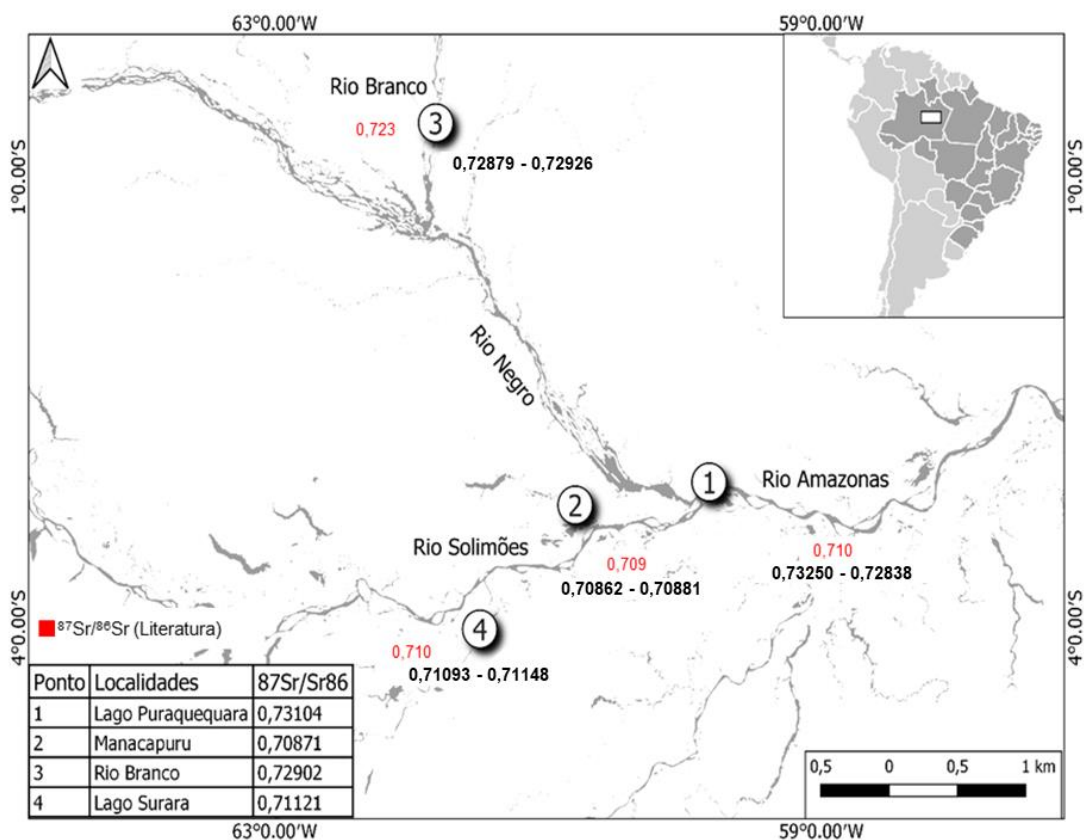 63°0.00′W
59°0.00′W
Rio Branco
3
0,723
0,72879 - 0,72926
1°0.00′S
1°0.00′S
Rio Negro
1
Rio Amazonas
2
Rio Solimões
0,709
0,70862 - 0,70881
0,710
0,73250 - 0,72838
4°0.00′S
4°0.00′S
87Sr/86Sr (Literatura)
4
0,710
0,71093 - 0,71148
Ponto Localidades 87Sr/Sr86
1 Lago Puraquequara 0,73104
2 Manacapuru 0,70871
3 Rio Branco 0,72902
4 Lago Surara 0,71121
0,5 0 0,5 1 km
63°0.00′W
59°0.00′W